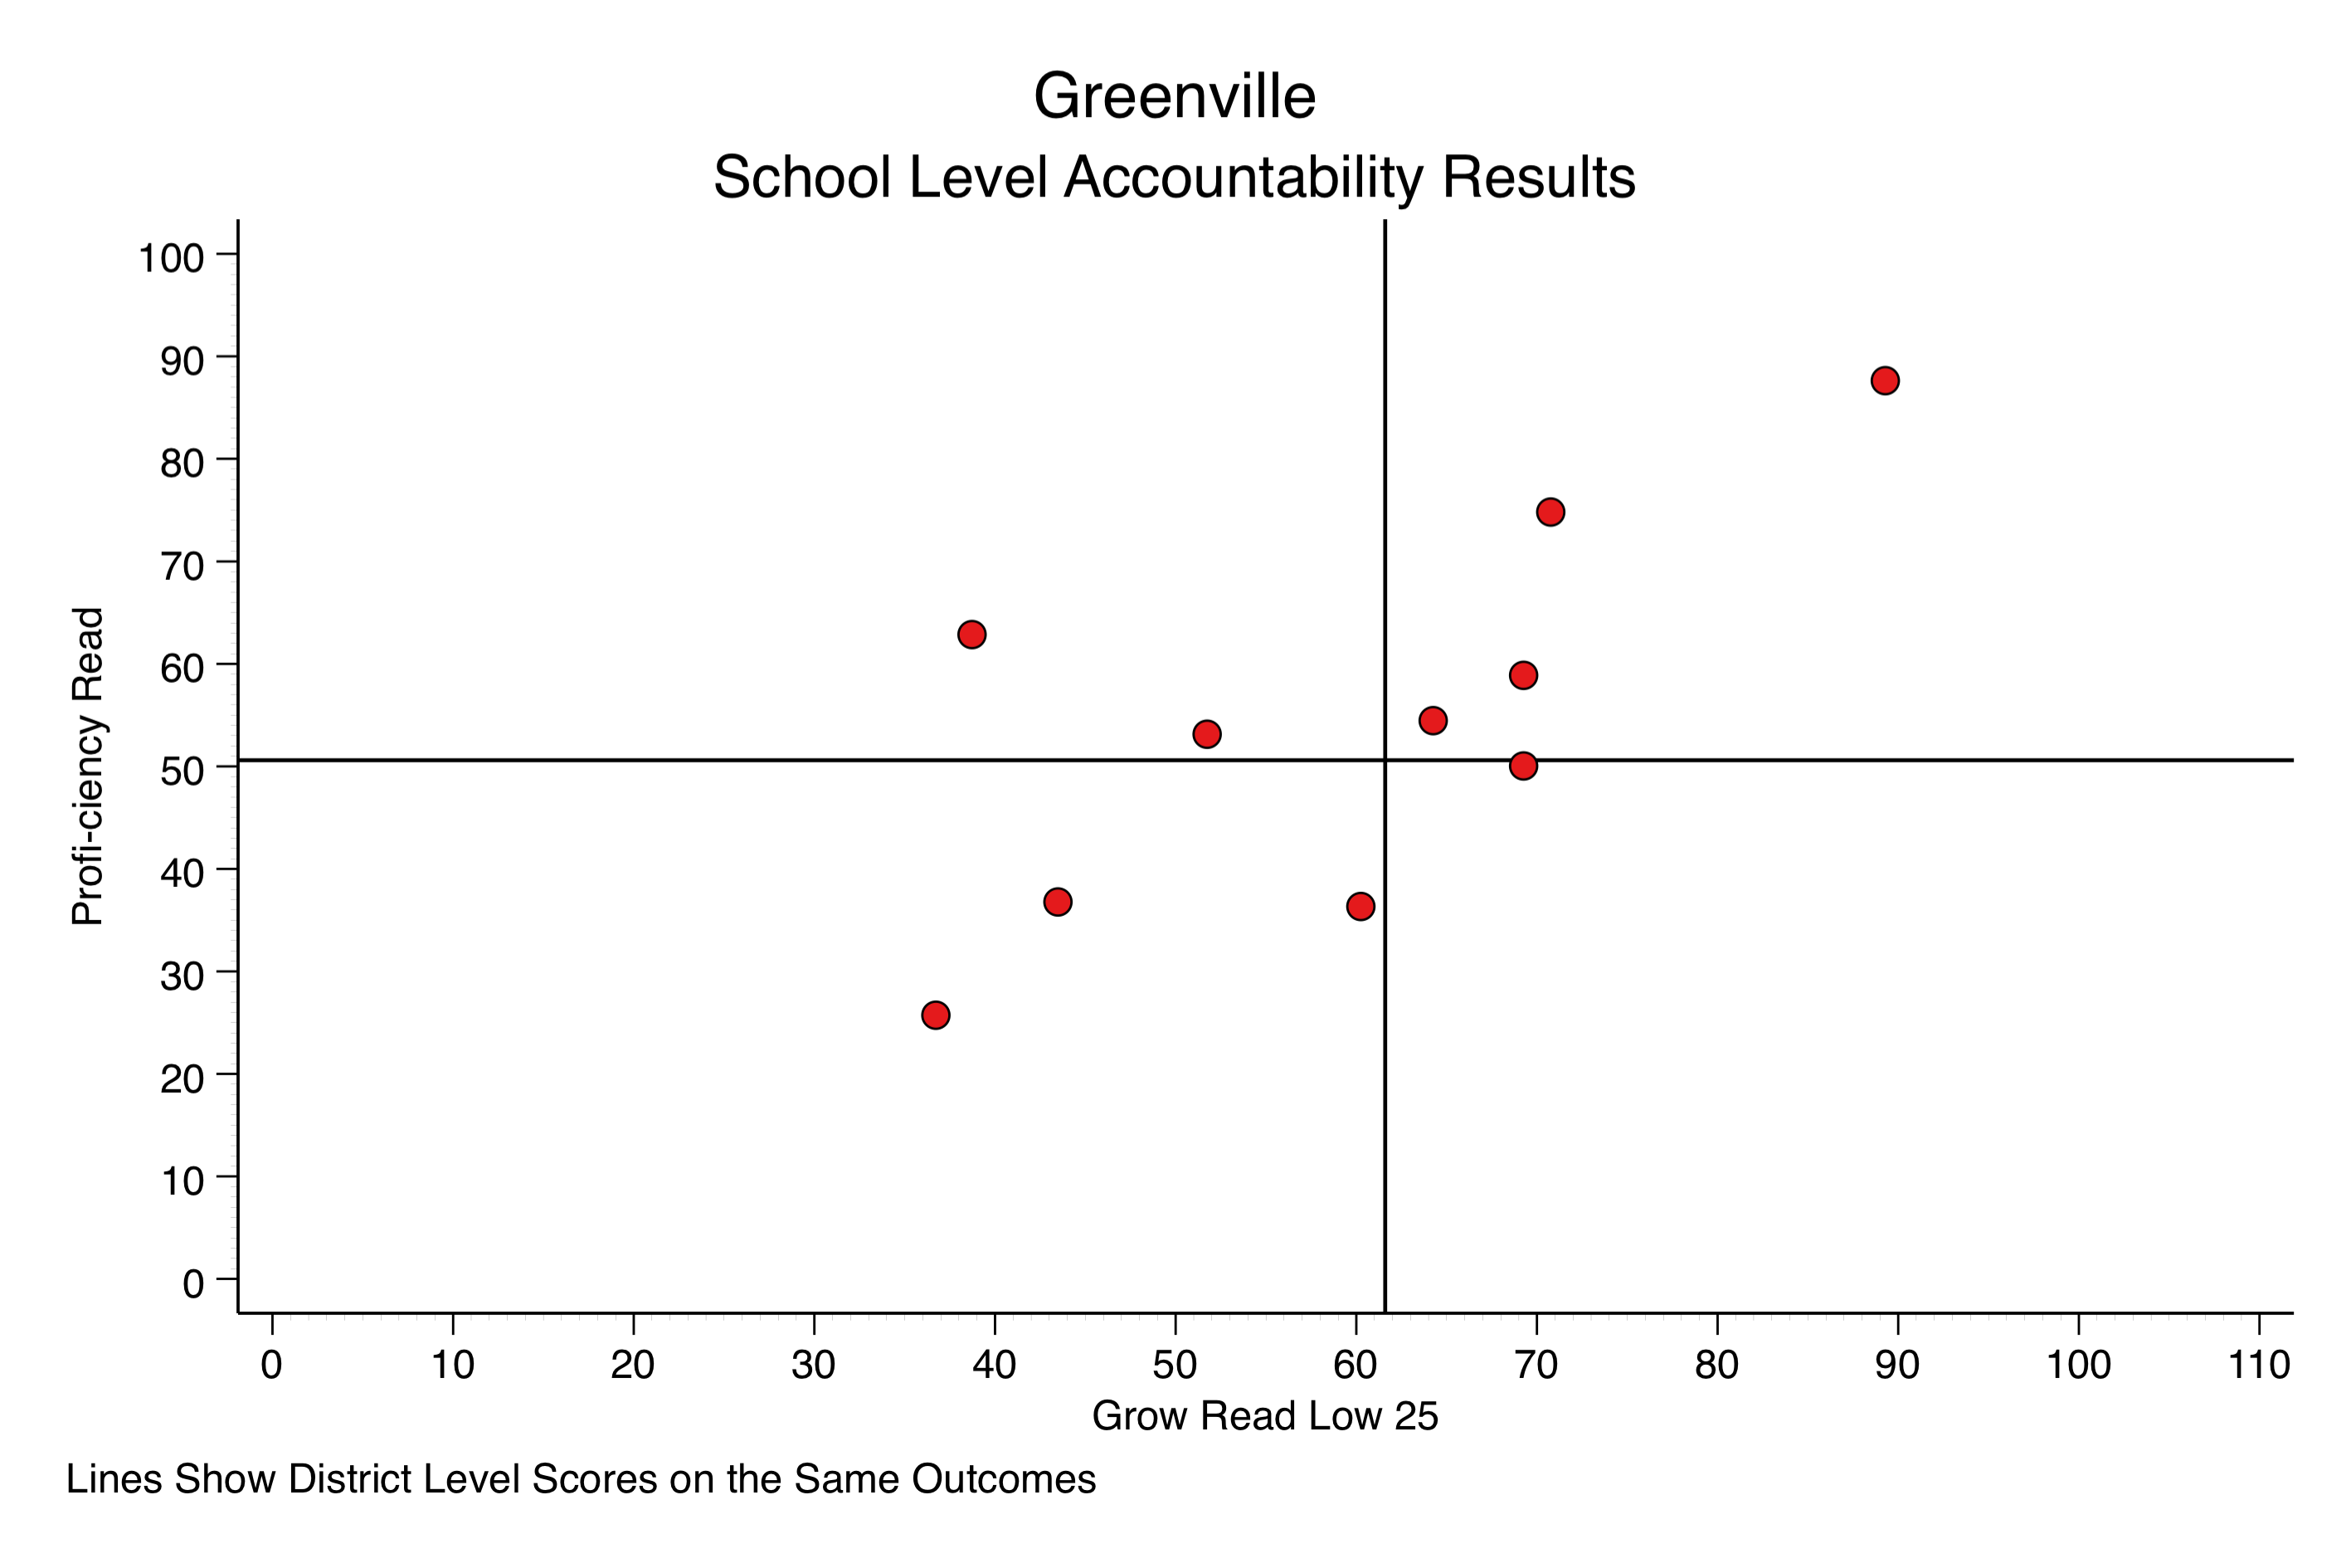 Greenville
School Level Accountability Results
100
90
80
70
60
50
40
30
20
10
0
Profi-ciency Read
0 10 20 30 40 50 60 70 80 90 100 110
Grow Read Low 25
Lines Show District Level Scores on the Same Outcomes